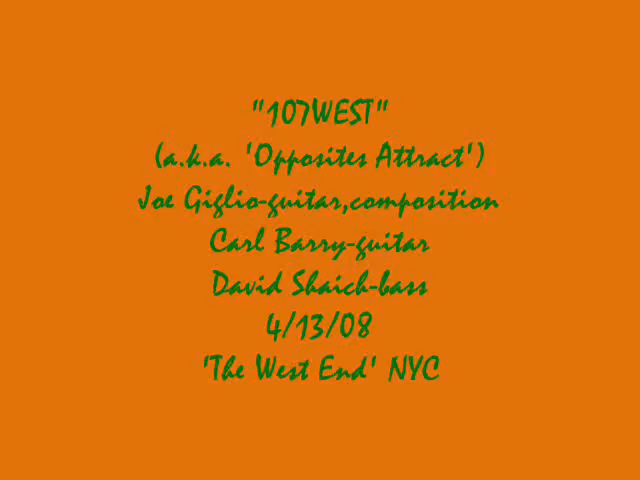 "107WEST"
(a.k.a. 'Opposites Attract')
Joe Giglio-guitar,composition
Carl Barry-guitar
David Shaich-bass
4/13/08
'The West End' NYC